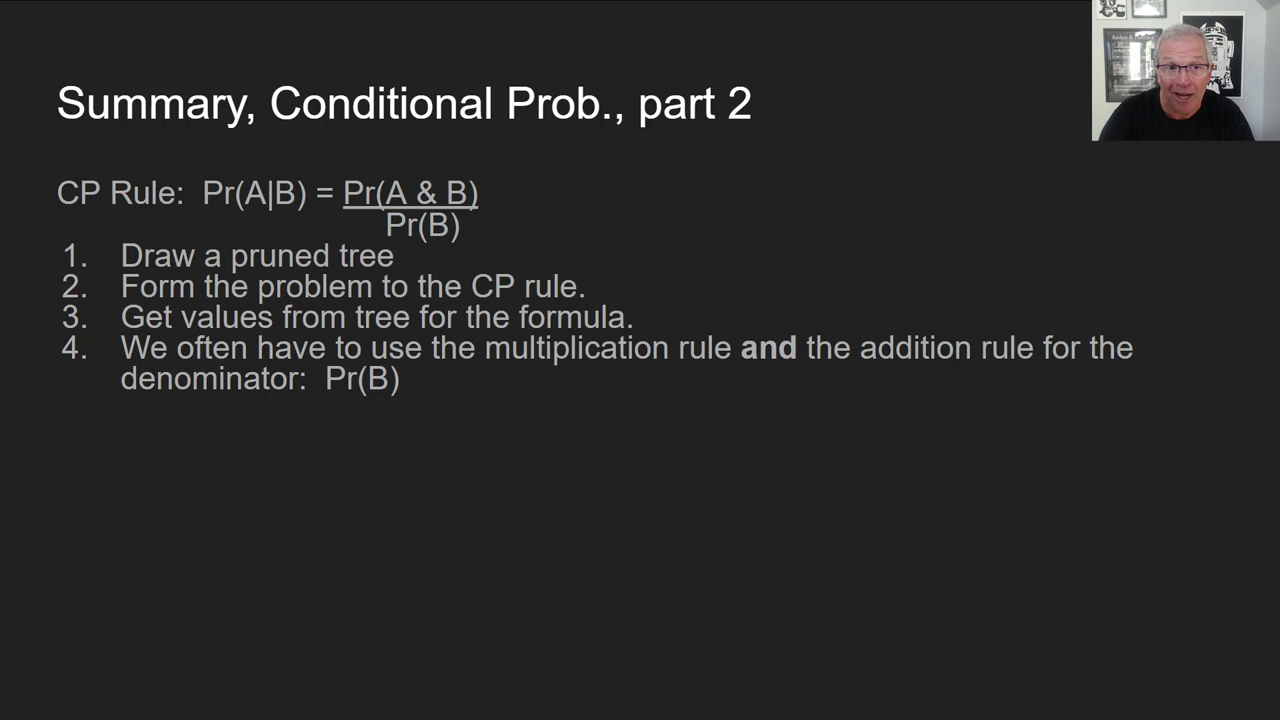 Summary, Conditional Prob., part 2
CP Rule: Pr(A|B) = Pr(A & B)
Pr(B)
1. Draw a pruned tree
2. Form the problem to the CP rule.
3. Get values from tree for the formula.
4. We often have to use the multiplication rule and the addition rule for the
denominator: Pr(B)